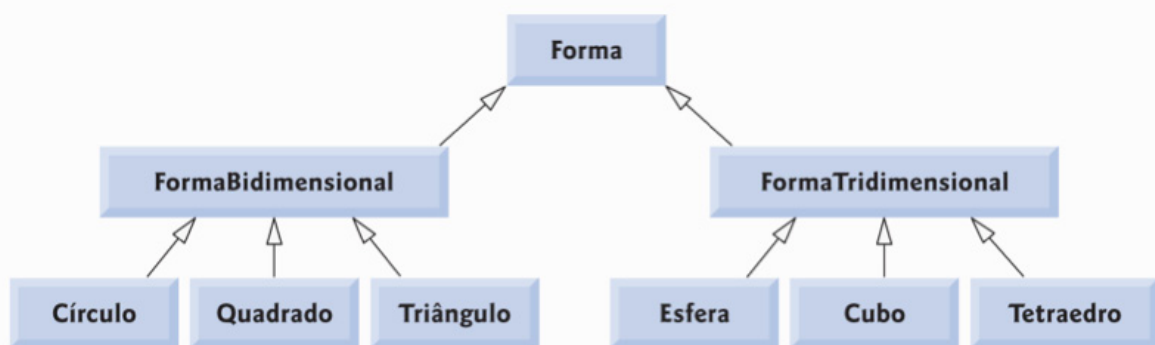 Forma
FormaBidimensional
FormaTridimensional
Círculo
Quadrado
Triângulo
Esfera
Cubo
Tetraedro